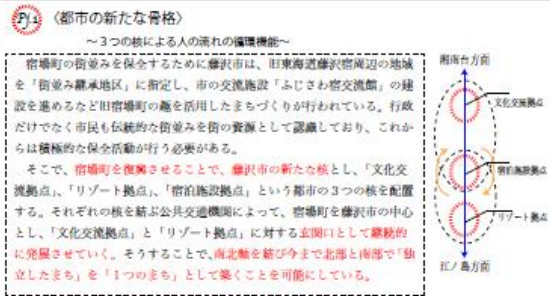 Pj.1 〈都市の新たな骨格〉
～３つの核による人の流れの循環機能～
宿場町の街並みを保全するために藤沢市は、旧東海道藤沢宿周辺の地域
を「街並み継承地区」に指定し、市の交流施設「ふじさわ宿交流館」の建
設を進めるなど旧宿場町の趣を活用したまちづくりが行われている。行政
だけでなく市民も伝統的な街並みを街の資源として認識しており、これか
らは積極的な保全活動が行う必要がある。
そこで、宿場町を復興させることで、藤沢市の新たな核とし、「文化交
流拠点」、「リゾート拠点」、「宿泊施設拠点」という都市の３つの核を配置
する。それぞれの核を結ぶ公共交通機関によって、宿場町を藤沢市の中心
とし、「文化交流拠点」と「リゾート拠点」に対する玄関口として継続的
に発展させていく。そうすることで、南北軸を結び今まで北部と南部で「独
立したまち」を「１つのまち」として築くことを可能にしている。
湘南台方面
文化交流拠点
宿泊施設拠点
リゾート拠点
江ノ島方面